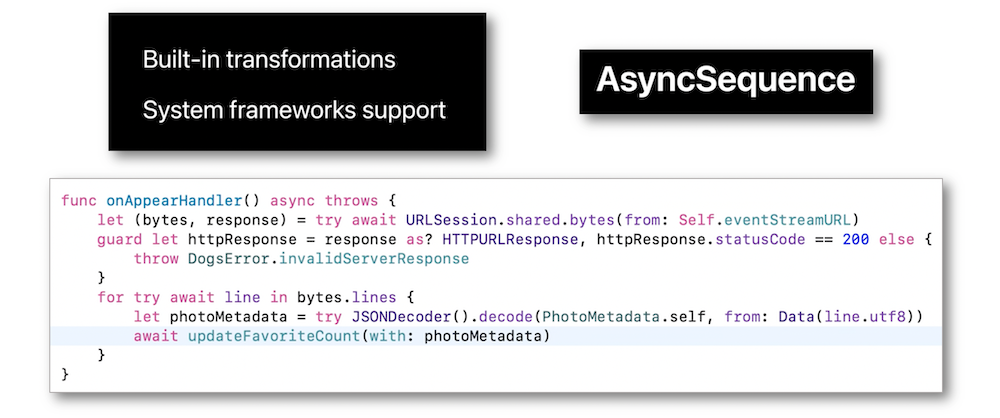 Built-in transformations
System frameworks support
AsyncSequence
func onAppearHandler() async throws {
    let (bytes, response) = try await URLSession.shared.bytes(from: Self.eventStreamURL)
    guard let httpResponse = response as? HTTPURLResponse, httpResponse.statusCode == 200 else {
        throw DogsError.invalidServerResponse
    }
    for try await line in bytes.lines {
        let photoMetadata = try JSONDecoder().decode(PhotoMetadata.self, from: Data(line.utf8))
        await updateFavoriteCount(with: photoMetadata)
    }
}